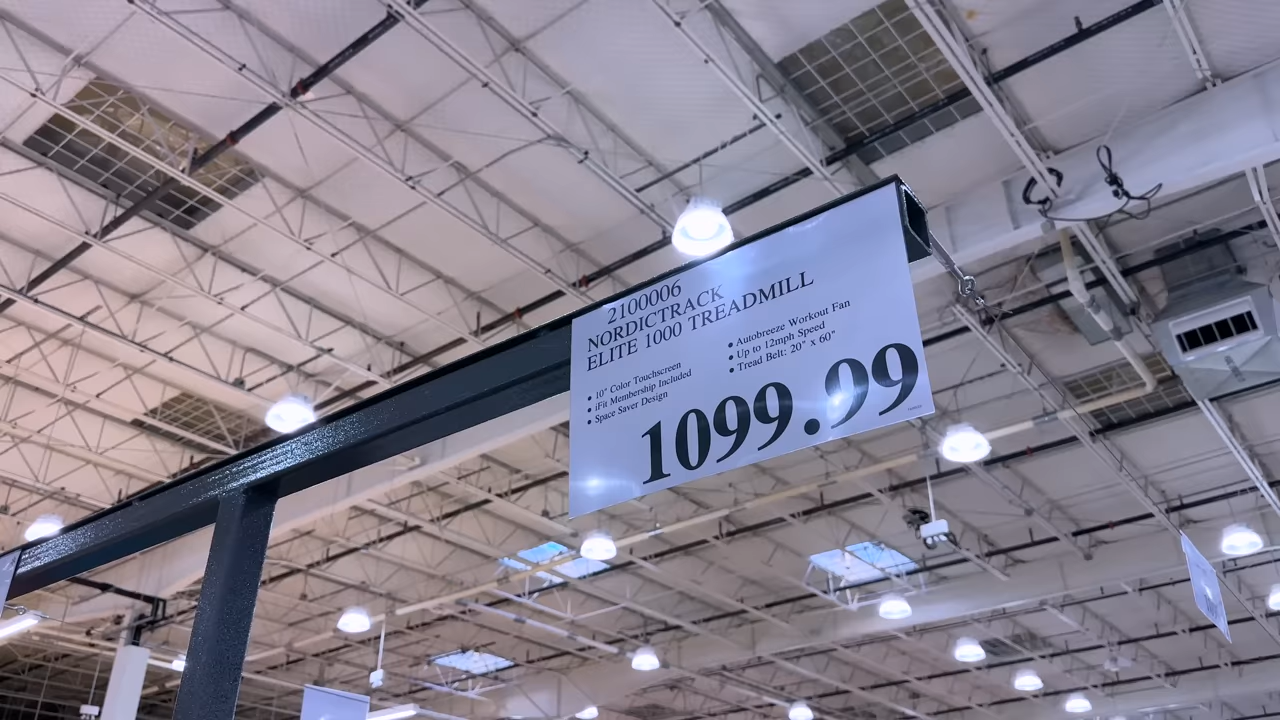 2100006
NORDICTRACK
ELITE 1000 TREADMILL
• 10" Color Touchscreen
• iFit Membership Included
• Space Saver Design
• Autobreeze Workout Fan
• Up to 12mph Speed
• Tread Belt: 20" x 60"
1099.99